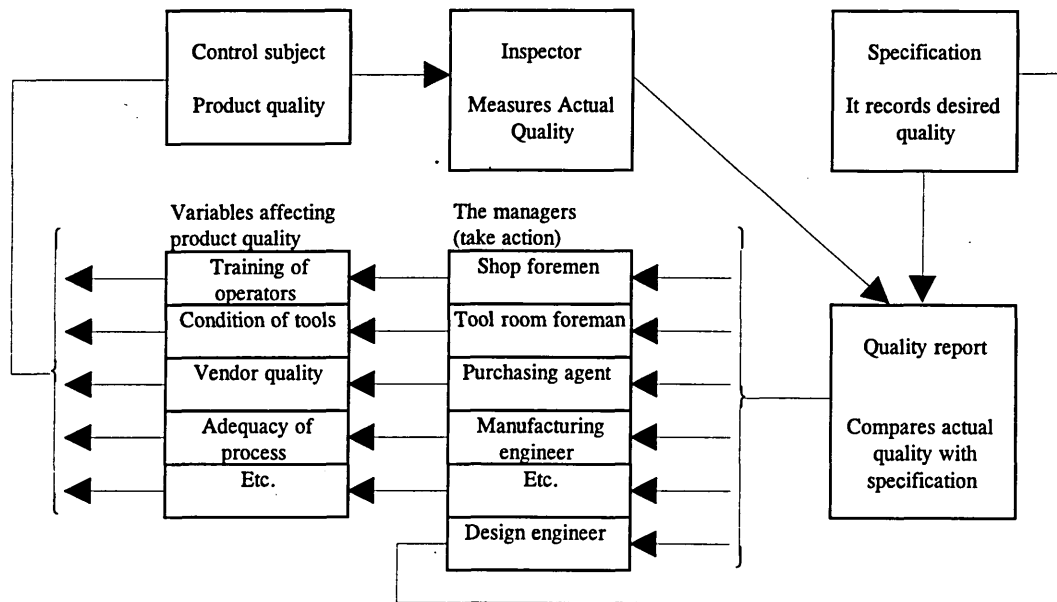 Control subject
Product quality
Inspector
Measures Actual
Quality
Specification
It records desired
quality
Variables affecting
product quality
The managers
(take action)
Training of
operators
Shop foremen
Condition of tools
Tool room foreman
Vendor quality
Purchasing agent
Adequacy of
process
Manufacturing
engineer
Etc.
Etc.
Design engineer
Quality report
Compares actual
quality with
specification